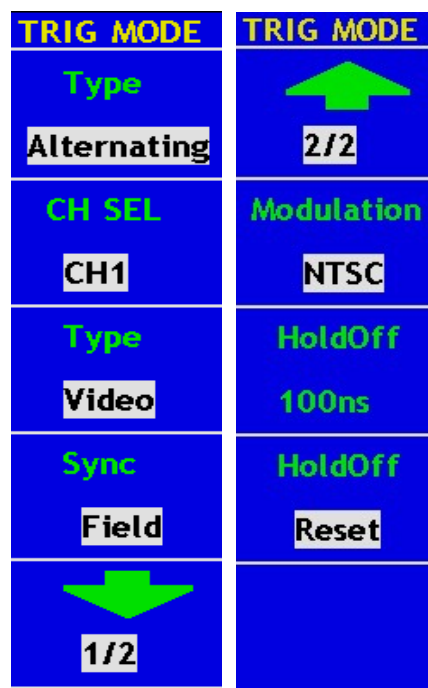 TRIG MODE
Type
Alternating
CH SEL
CH1
Type
Video
Sync
Field
1/2
TRIG MODE
2/2
Modulation
NTSC
HoldOff
100ns
HoldOff
Reset